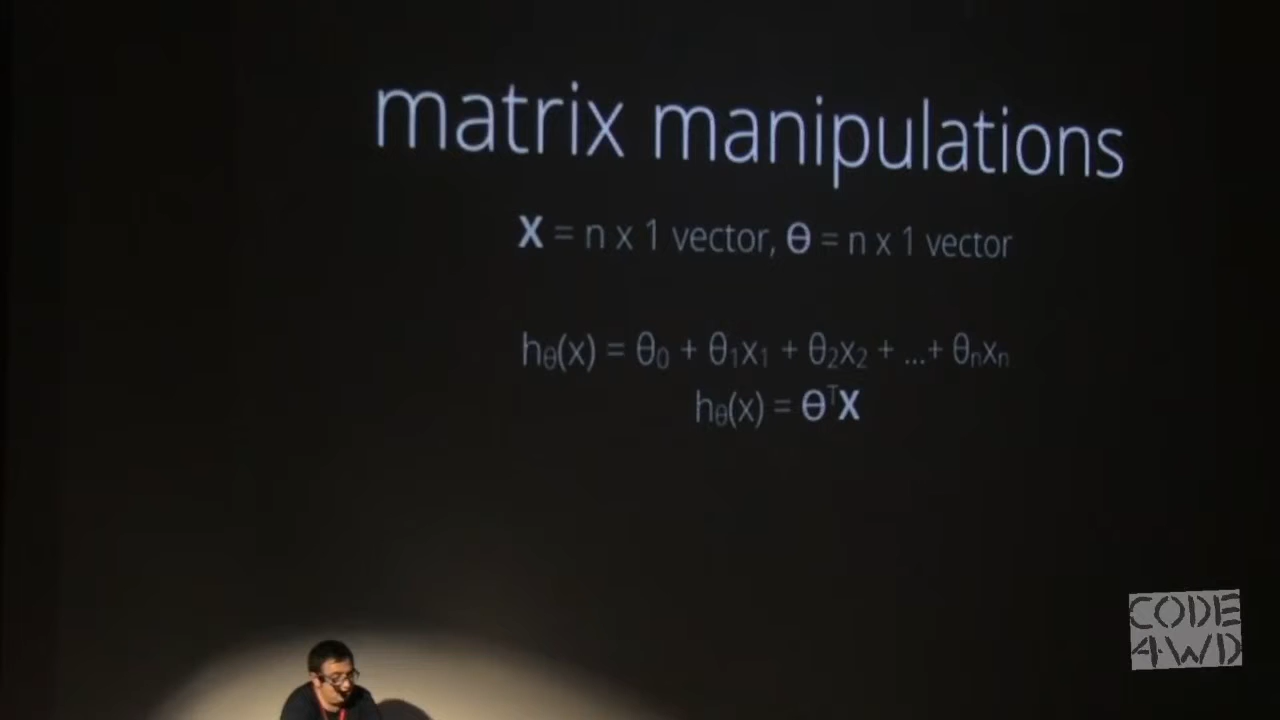 matrix manipulations
X = n x 1 vector, ϴ = n x 1 vector
hθ(x) = θ0 + θ1x1 + θ2x2 + ...+ θnxn
hθ(x) = ϴᵀX
CODE
4WD